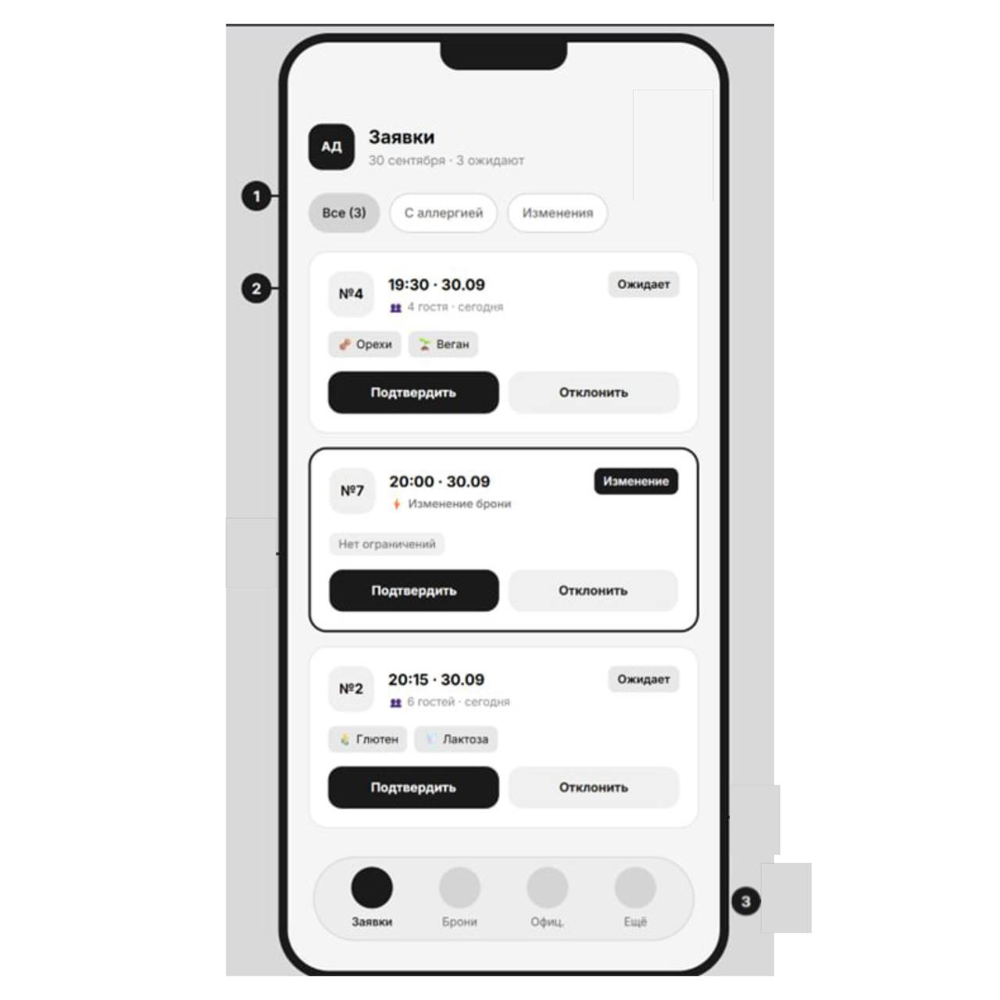 АД
Заявки
30 сентября · 3 ожидают
1
Все (3)
С аллергией
Изменения
2
№4
19:30 · 30.09
Ожидает
4 гостя · сегодня
Орехи
Веган
Подтвердить
Отклонить
№7
20:00 · 30.09
Изменение
Изменение брони
Нет ограничений
Подтвердить
Отклонить
№2
20:15 · 30.09
Ожидает
6 гостей · сегодня
Глютен
Лактоза
Подтвердить
Отклонить
3
Заявки
Брони
Офиц.
Ещё